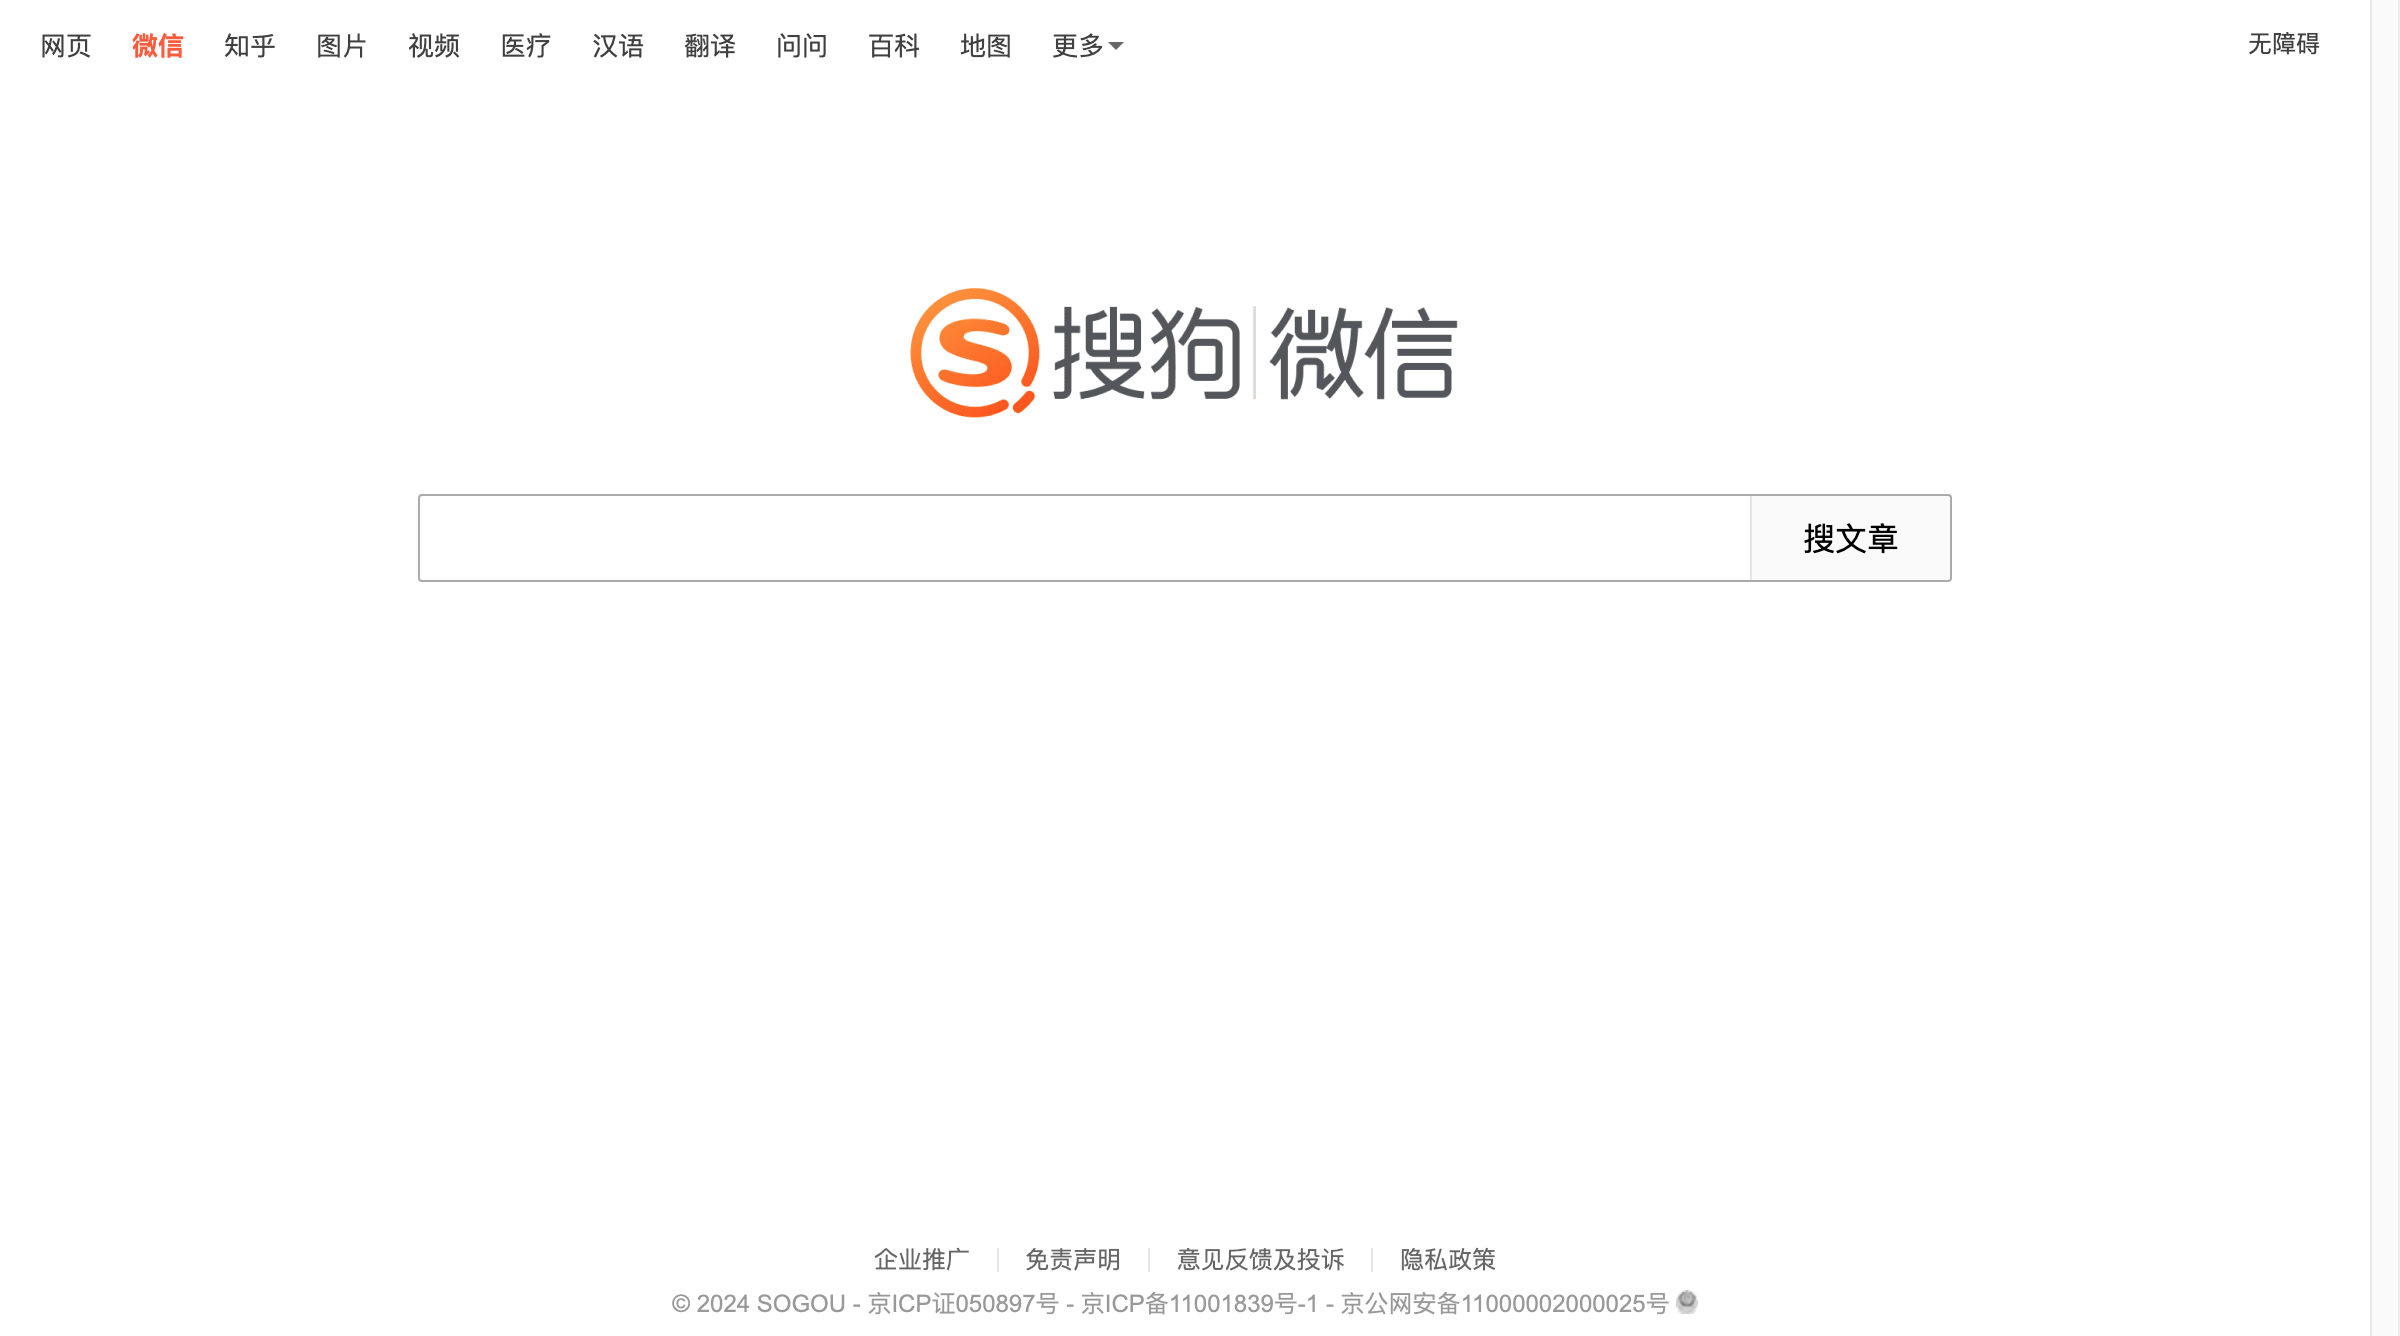 网页 微信 知乎 图片 视频 医疗 汉语 翻译 问问 百科 地图 更多 无障碍
搜狗 微信
搜文章
企业推广 免责声明 意见反馈及投诉 隐私政策
© 2024 SOGOU - 京ICP证050897号 - 京ICP备11001839号-1 - 京公网安备11000002000025号